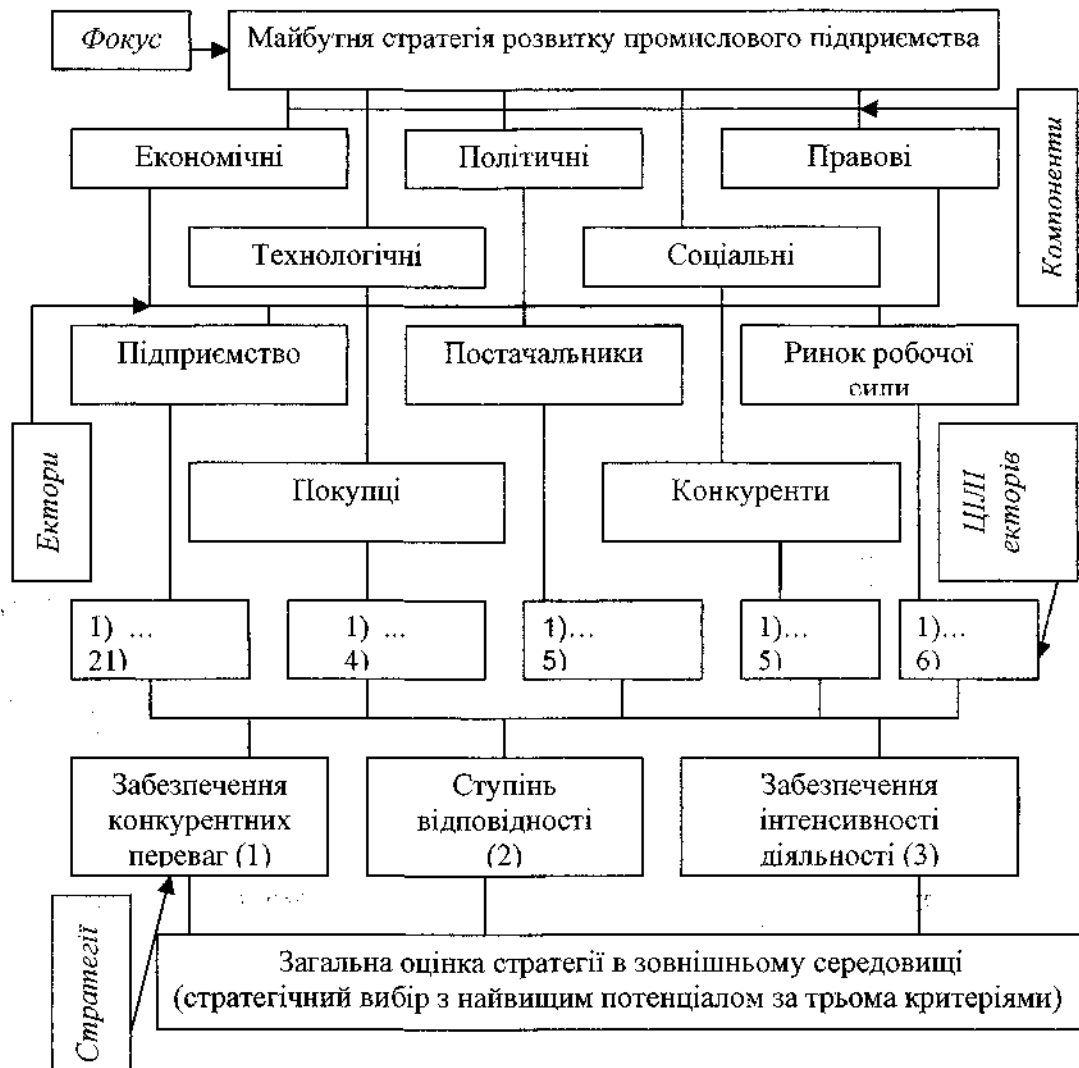 Фокус
Майбутня стратегія розвитку промислового підприємства
Економічні
Політичні
Правові
Компоненти
Технологічні
Соціальні
Підприємство
Постачальники
Ринок робочої
сили
Ектори
Покупці
Конкуренти
ЦІЛІ
екторів
1) ...
21)
1) ...
4)
1)...
5)
1)...
5)
1)...
6)
Забезпечення
конкурентних
переваг (1)
Ступінь
відповідності
(2)
Забезпечення
інтенсивності
діяльності (3)
Стратегії
Загальна оцінка стратегії в зовнішньому середовищі
(стратегічний вибір з найвищим потенціалом за трьома критеріями)